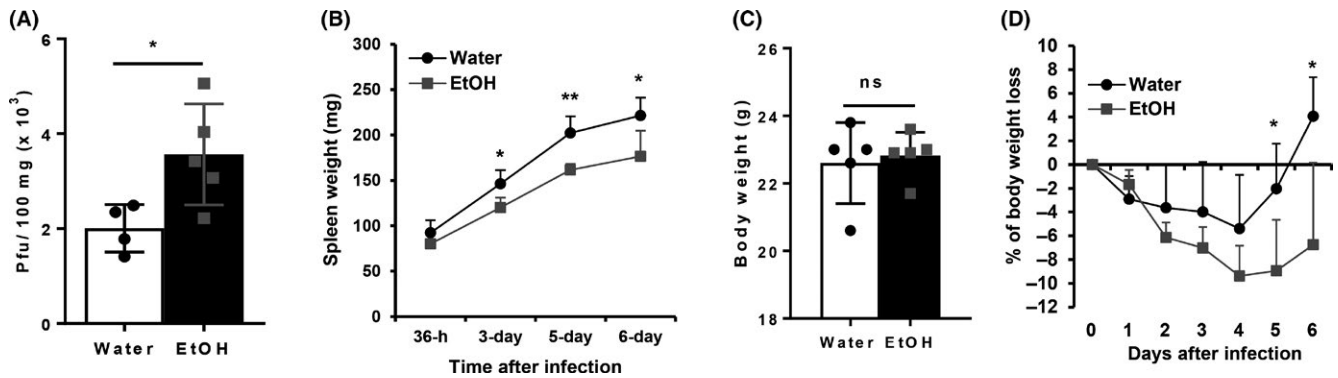 (A)
Pfu/ 100 mg (x 10³)
6
4
2
0
*
Water
EtOH
(B)
Spleen weight (mg)
300
250
200
150
100
50
0
Water
EtOH
*
**
*
36-h
3-day
5-day
6-day
Time after infection
(C)
Body weight (g)
26
24
22
20
18
ns
Water
EtOH
(D)
% of body weight loss
10
8
6
4
2
0
–2
–4
–6
–8
–10
–12
Water
EtOH
*
*
0
1
2
3
4
5
6
Days after infection